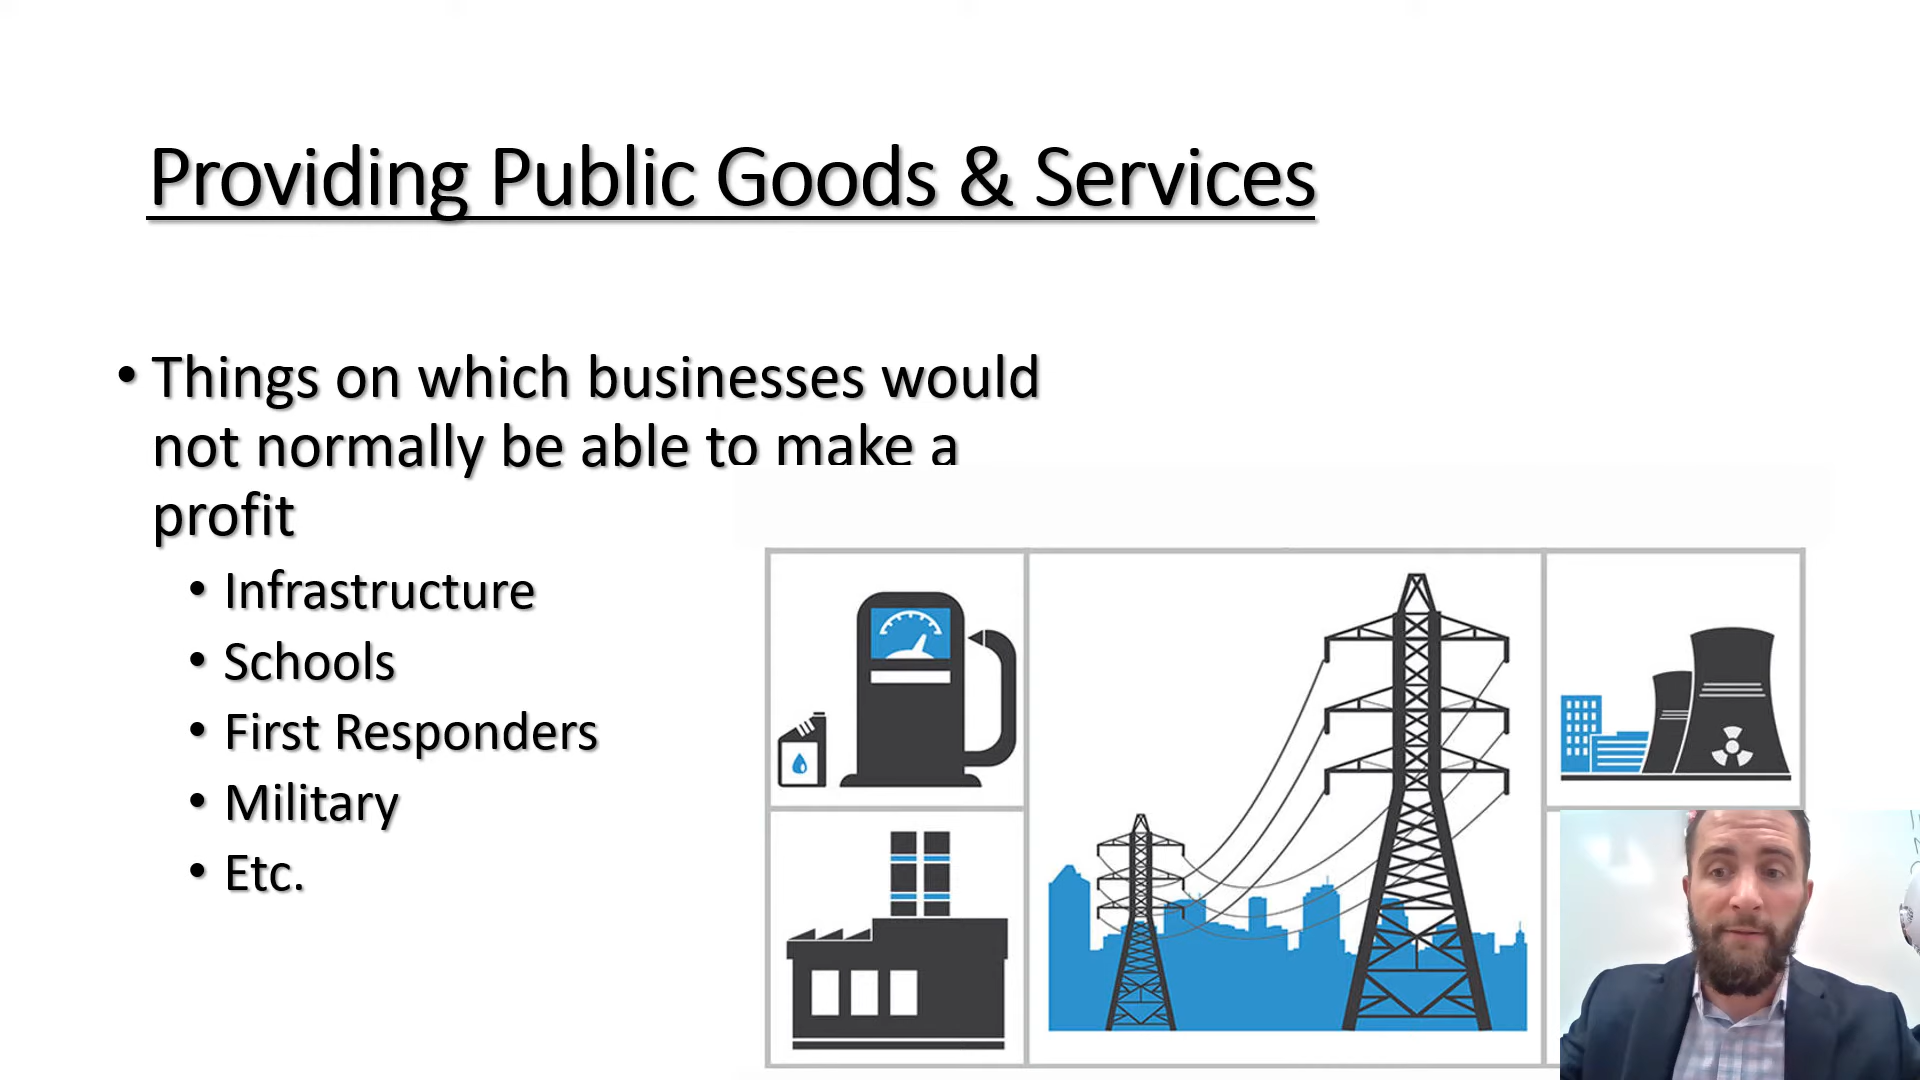 Providing Public Goods & Services
• Things on which businesses would
not normally be able to make a
profit
• Infrastructure
• Schools
• First Responders
• Military
• Etc.